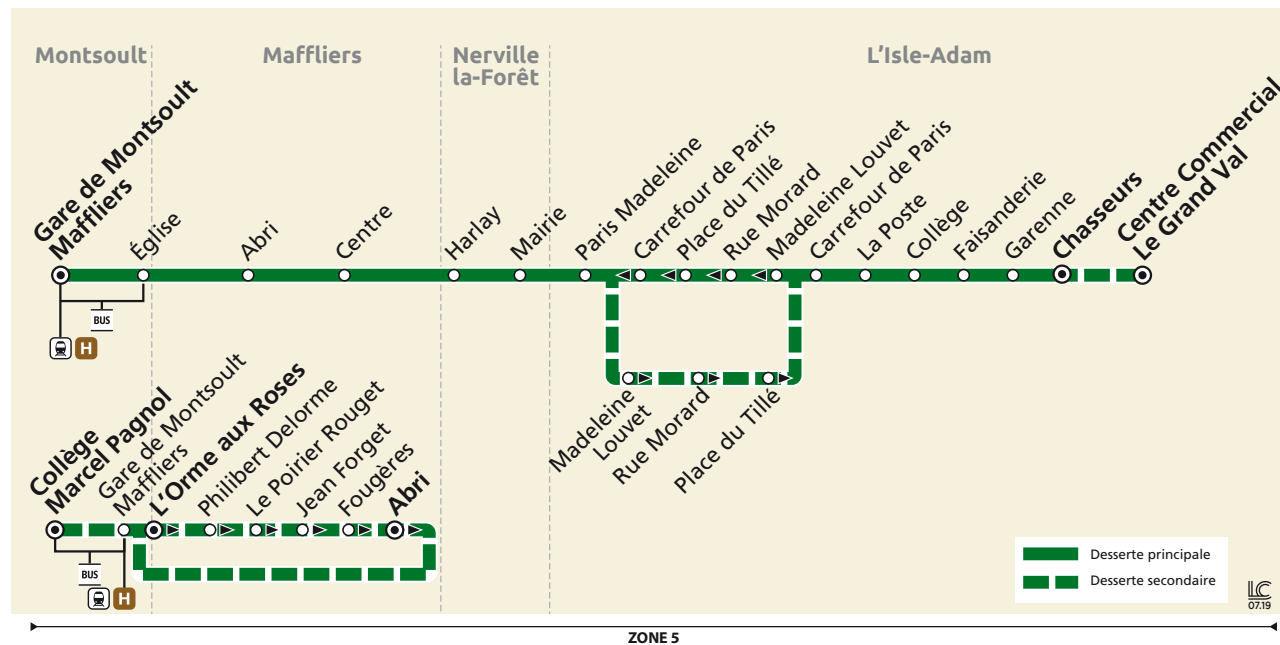 Montsoult
Maffliers
Nerville
la-Forêt
L'Isle-Adam
Gare de Montsoult
Maffliers
Église
Abri
Centre
Harlay
Mairie
Paris Madeleine
Carrefour de Paris
Place du Tillé
Rue Morard
Madeleine Louvet
Carrefour de Paris
La Poste
Collège
Faisanderie
Garenne
Chasseurs
Centre Commercial
Le Grand Val
BUS
H
Madeleine
Louvet
Rue Morard
Place du Tillé
Collège
Marcel Pagnol
Gare de Montsoult
Maffliers
L'Orme aux Roses
Philibert Delorme
Le Poirier Rouget
Jean Forget
Fougères
Abri
BUS
H
Desserte principale
Desserte secondaire
LC
07.19
ZONE 5